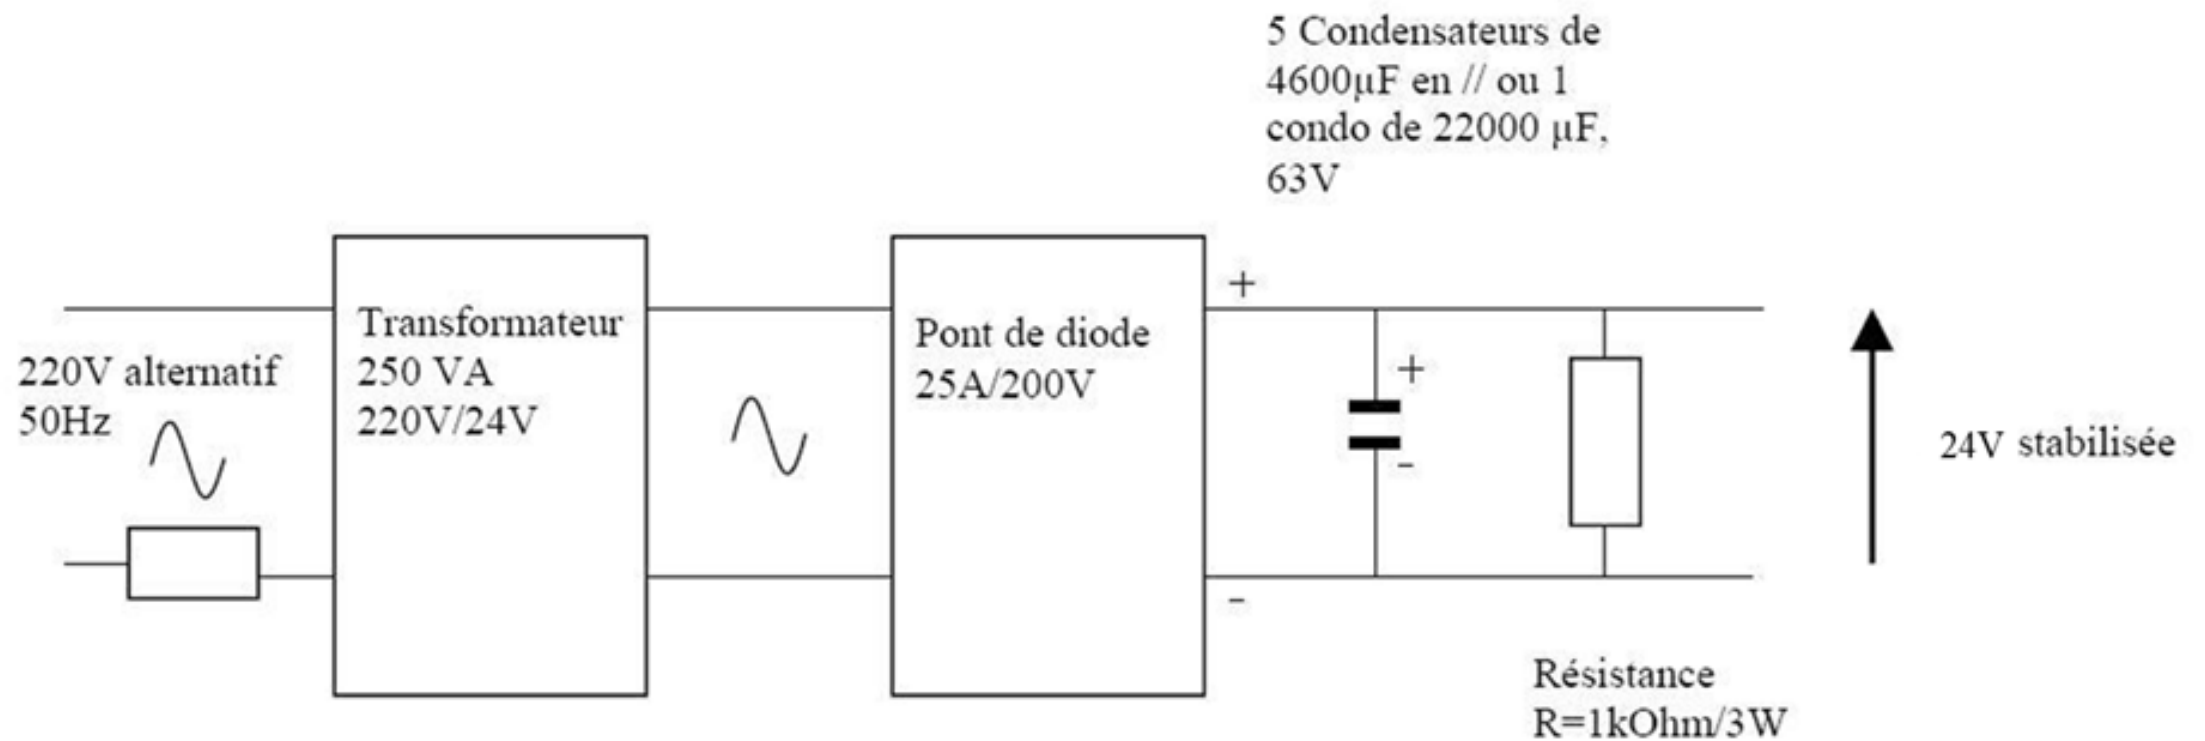 5 Condensateurs de
4600µF en // ou 1
condo de 22000 µF,
63V
+
Transformateur
250 VA
220V/24V
Pont de diode
25A/200V
220V alternatif
50Hz
+
-
24V stabilisée
-
Résistance
R=1kOhm/3W